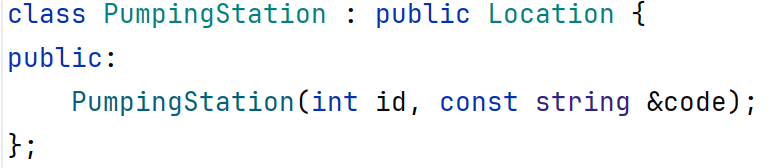 class PumpingStation : public Location {
public:
    PumpingStation(int id, const string &code);
};